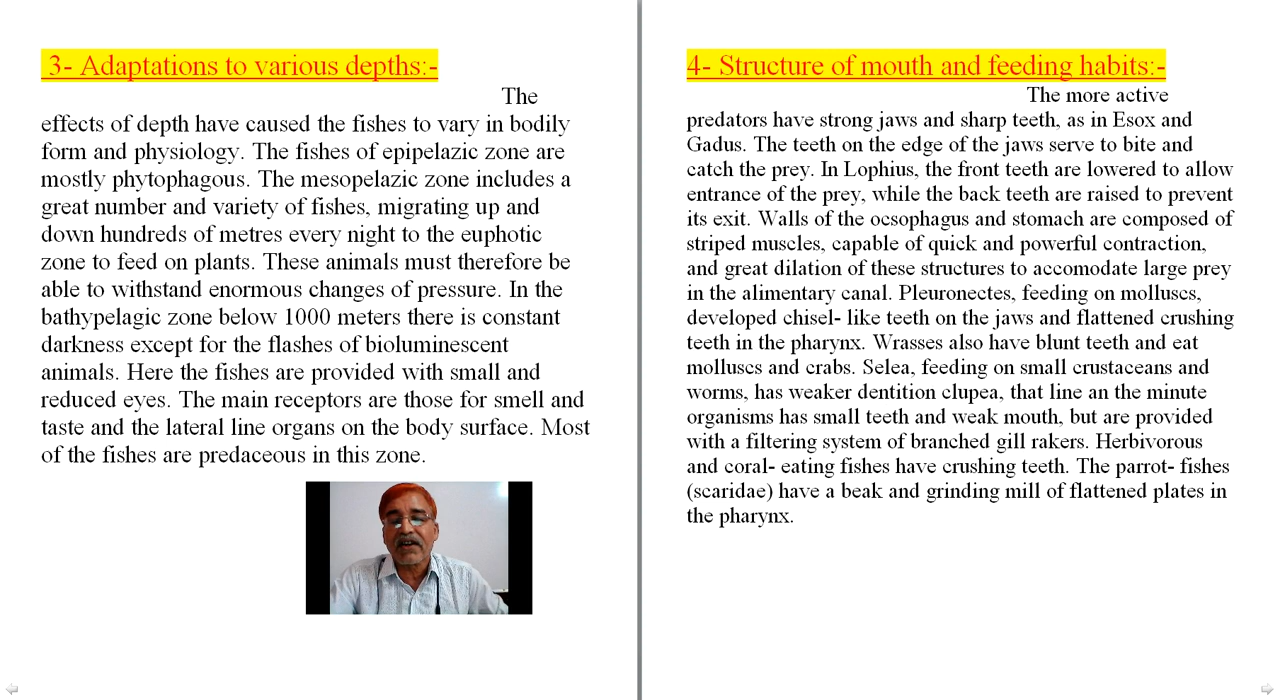 3- Adaptations to various depths:-
The
effects of depth have caused the fishes to vary in bodily
form and physiology. The fishes of epipelazic zone are
mostly phytophagous. The mesopelazic zone includes a
great number and variety of fishes, migrating up and
down hundreds of metres every night to the euphotic
zone to feed on plants. These animals must therefore be
able to withstand enormous changes of pressure. In the
bathypelagic zone below 1000 meters there is constant
darkness except for the flashes of bioluminescent
animals. Here the fishes are provided with small and
reduced eyes. The main receptors are those for smell and
taste and the lateral line organs on the body surface. Most
of the fishes are predaceous in this zone.
4- Structure of mouth and feeding habits:-
The more active
predators have strong jaws and sharp teeth, as in Esox and
Gadus. The teeth on the edge of the jaws serve to bite and
catch the prey. In Lophius, the front teeth are lowered to allow
entrance of the prey, while the back teeth are raised to prevent
its exit. Walls of the oesophagus and stomach are composed of
striped muscles, capable of quick and powerful contraction,
and great dilation of these structures to accomodate large prey
in the alimentary canal. Pleuronectes, feeding on molluscs,
developed chisel- like teeth on the jaws and flattened crushing
teeth in the pharynx. Wrasses also have blunt teeth and eat
molluscs and crabs. Selea, feeding on small crustaceans and
worms, has weaker dentition clupea, that line an the minute
organisms has small teeth and weak mouth, but are provided
with a filtering system of branched gill rakers. Herbivorous
and coral- eating fishes have crushing teeth. The parrot- fishes
(scaridae) have a beak and grinding mill of flattened plates in
the pharynx.